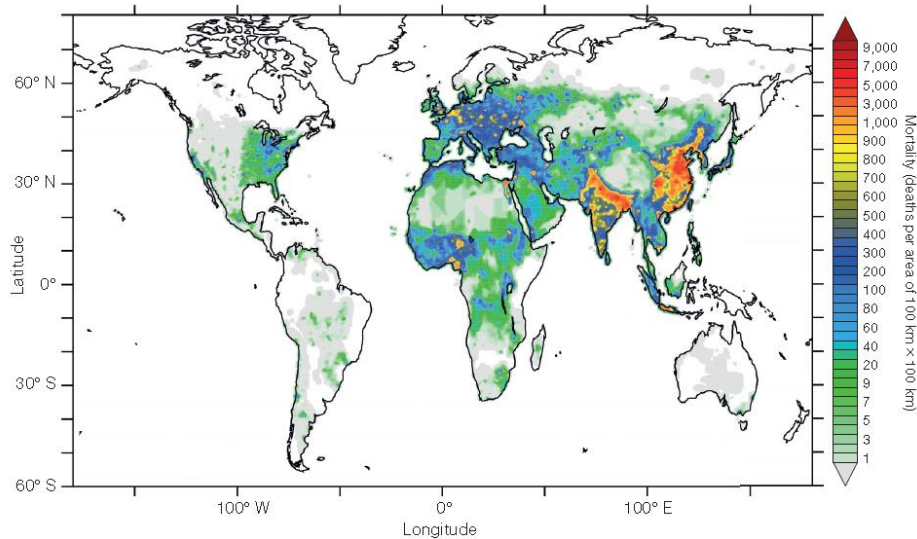 60° N
30° N
0°
30° S
60° S
Latitude
100° W
0°
100° E
Longitude
9,000
7,000
5,000
3,000
1,000
900
700
600
500
400
300
200
100
80
60
40
20
9
7
5
3
1
Mortality (deaths per area of 100 km × 100 km)